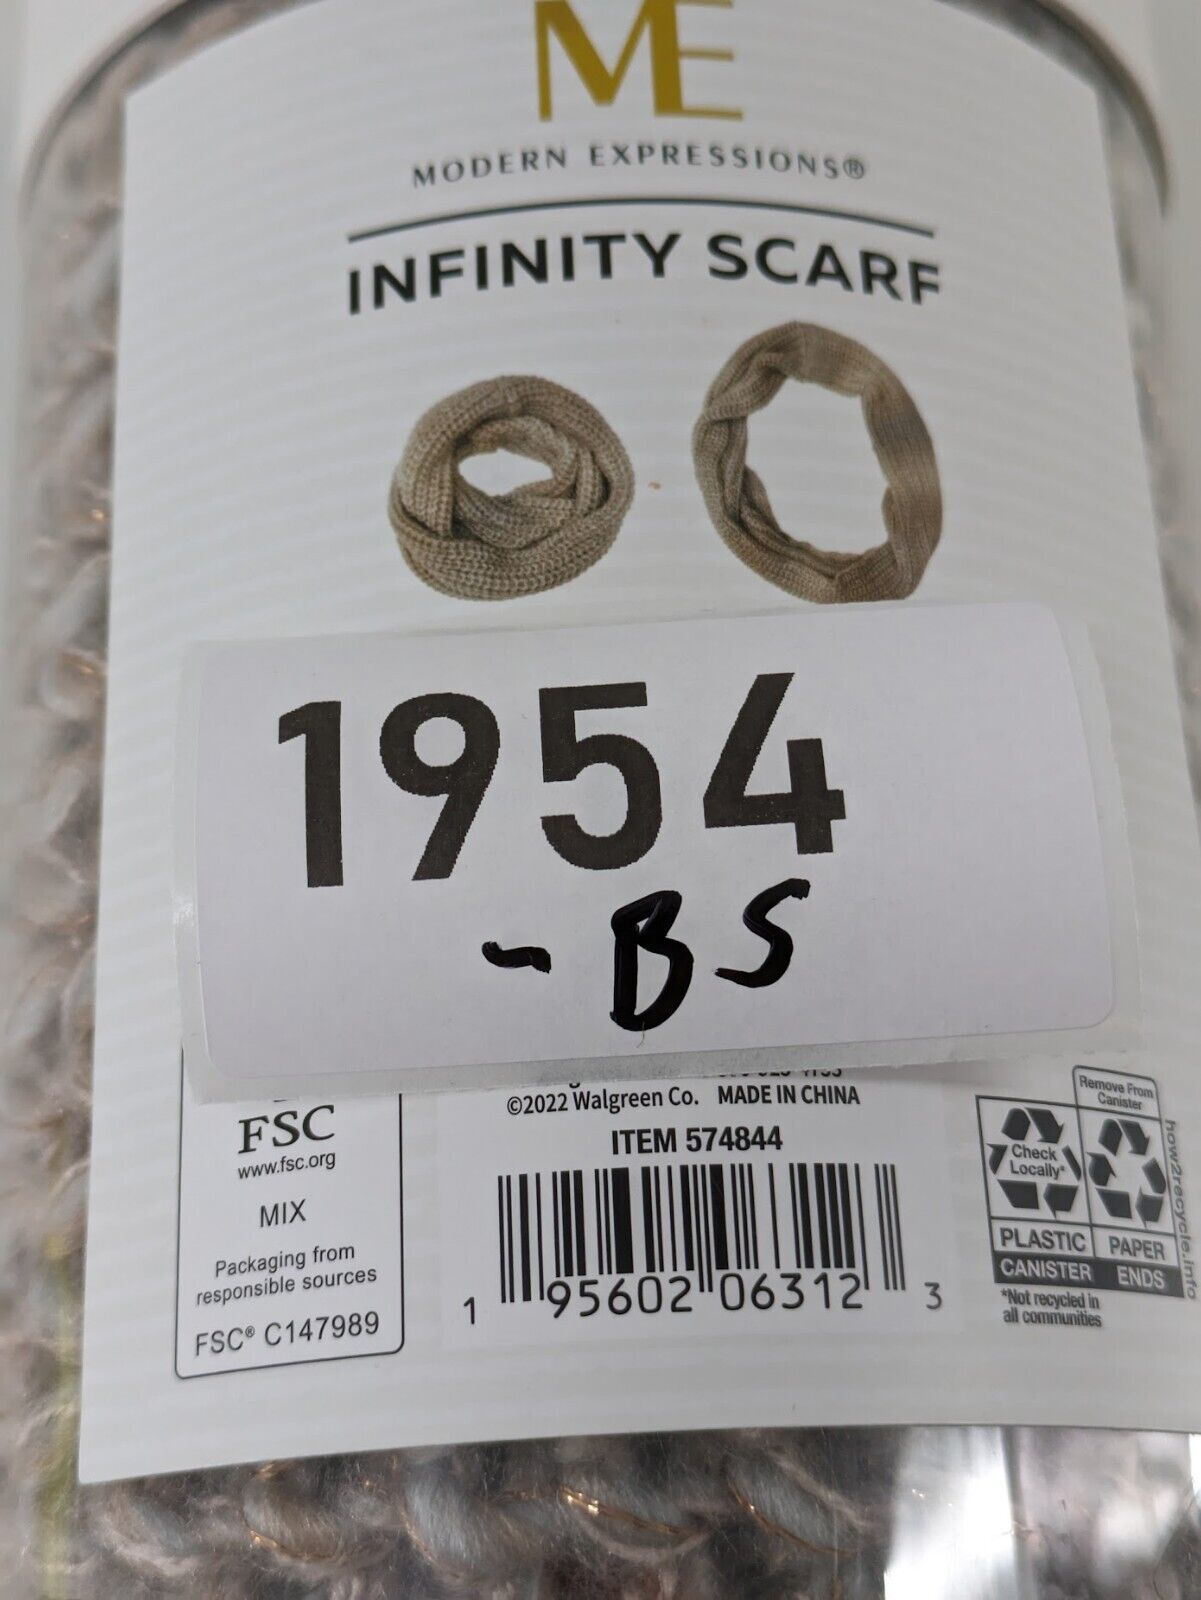 ME
MODERN EXPRESSIONS®
INFINITY SCARF
1954
-BS
©2022 Walgreen Co. MADE IN CHINA
ITEM 574844
1 95602 06312 3
FSC
www.fsc.org
MIX
Packaging from
responsible sources
FSC® C147989
Remove From
Canister
Check
Locally*
PLASTIC
CANISTER
PAPER
ENDS
*Not recycled in
all communities
how2recycle.info